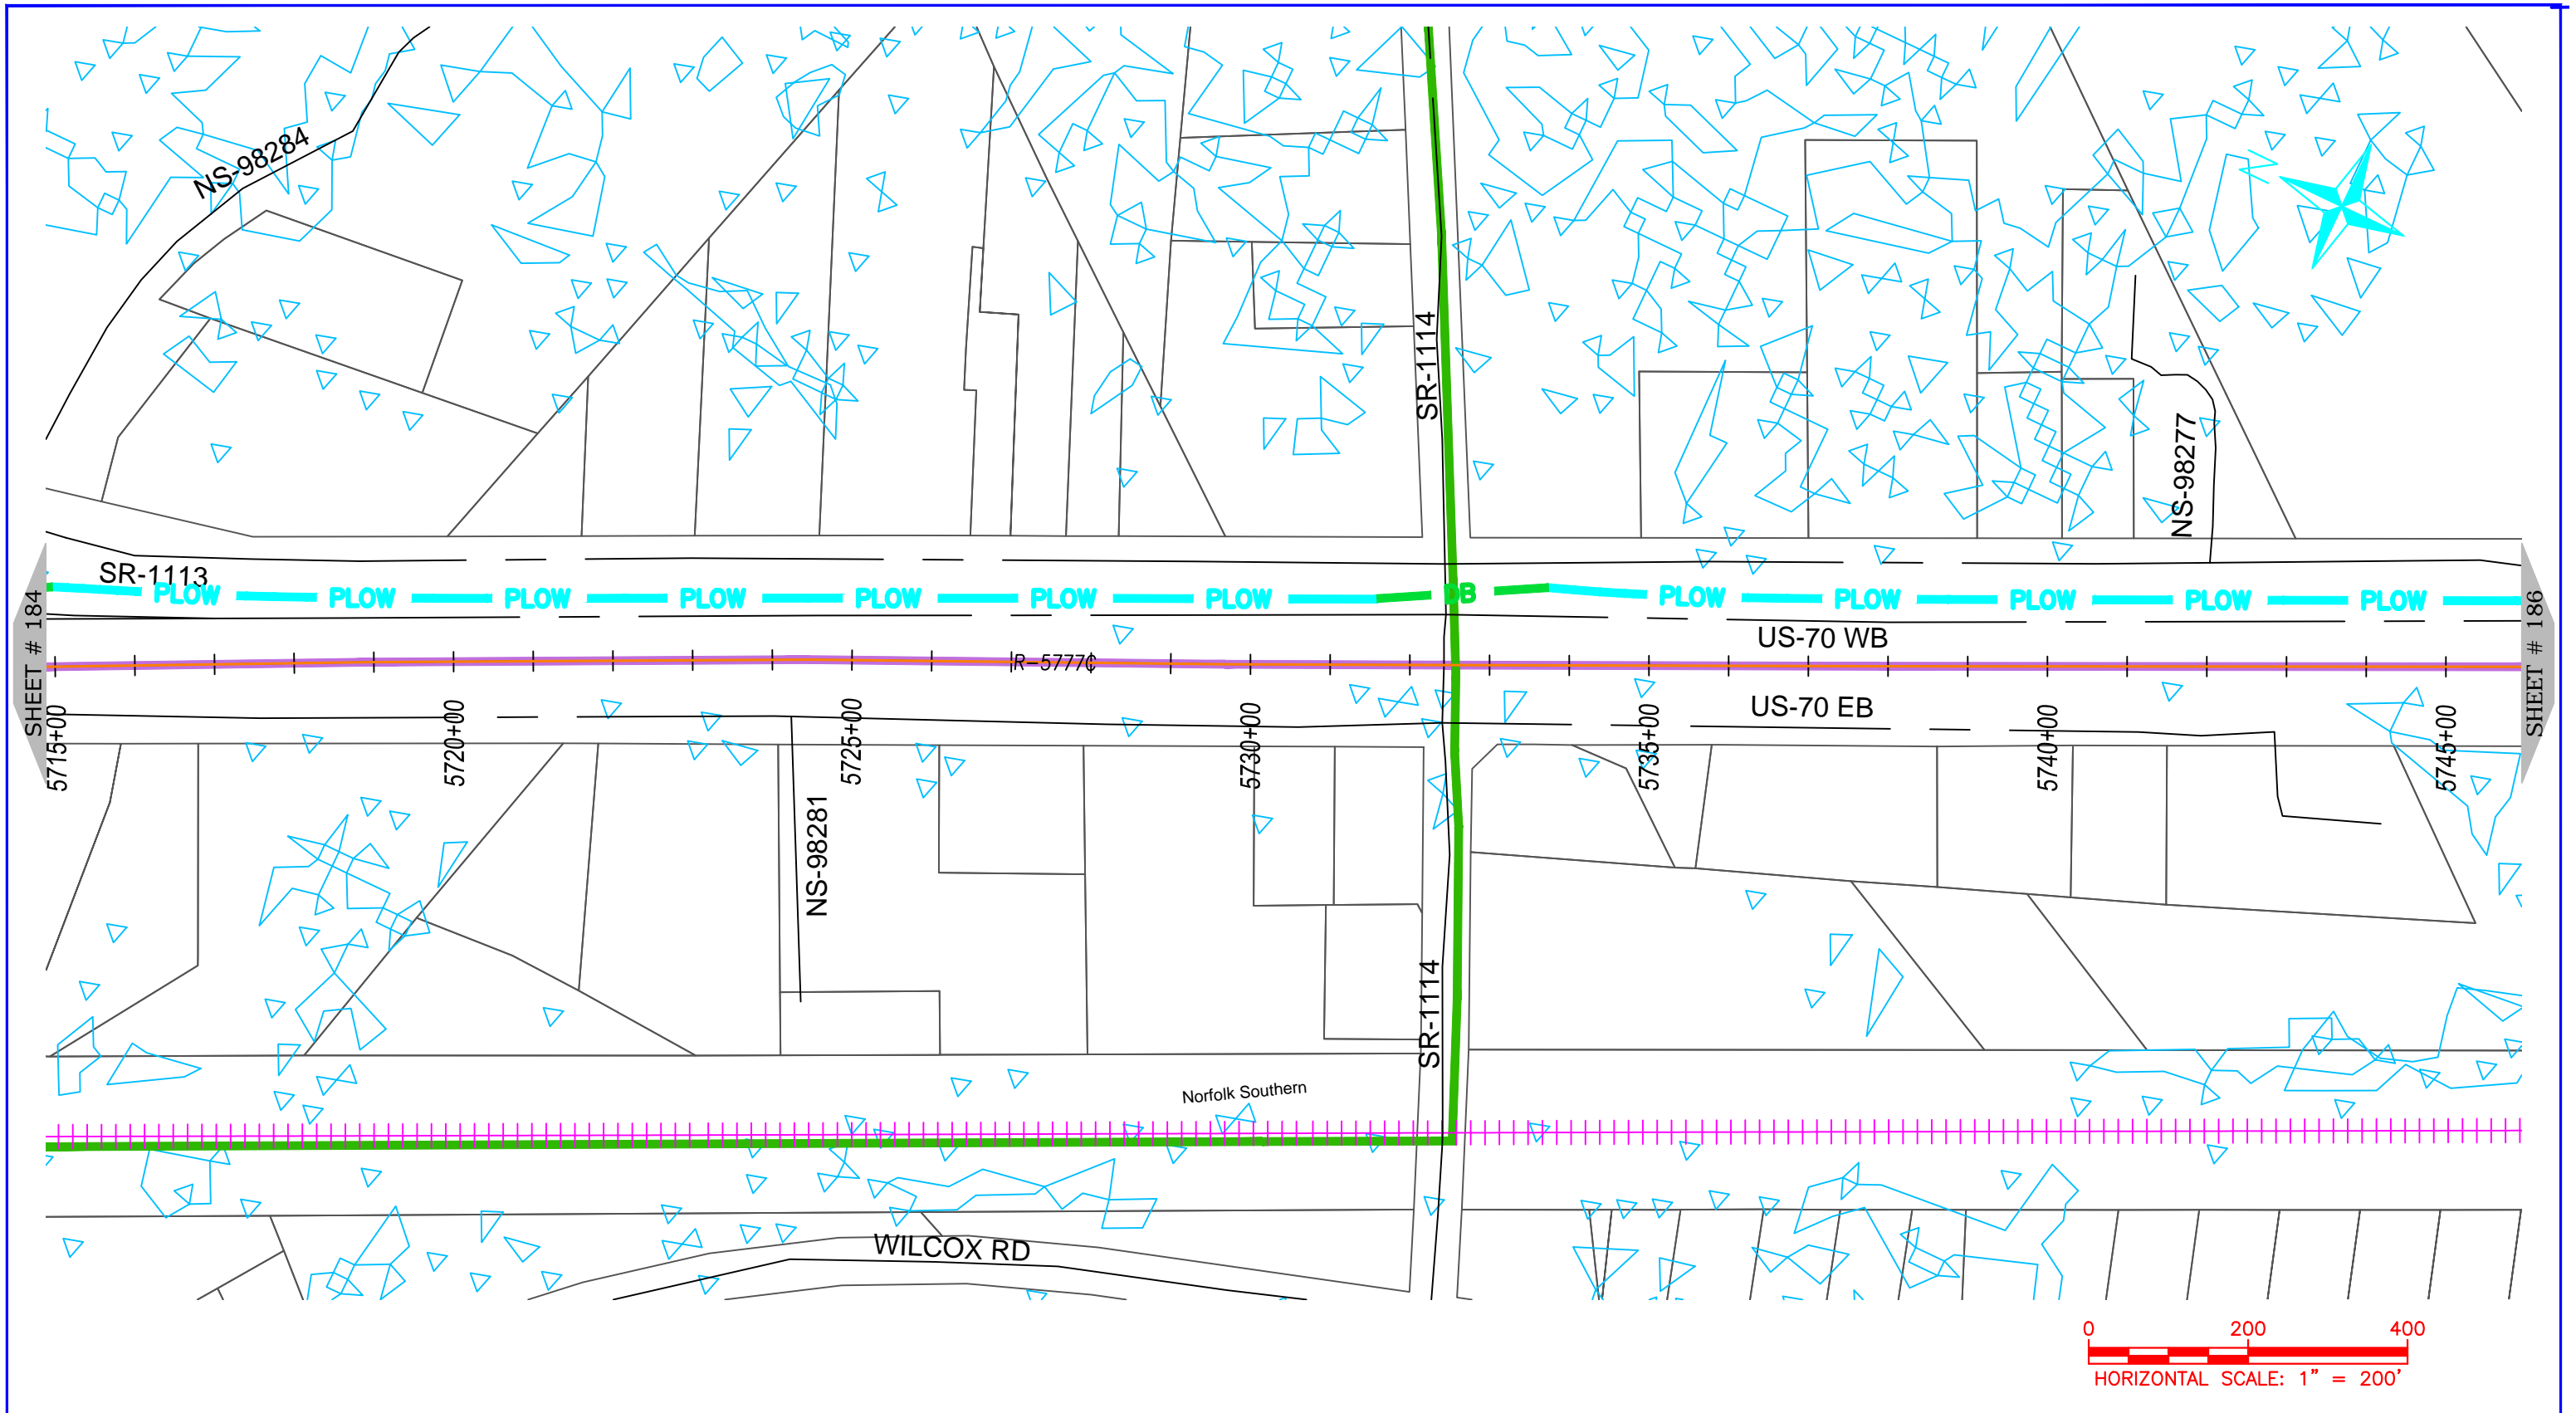 NS-98284
SR-1114
NS-98277
SR-1113
PLOW PLOW PLOW PLOW PLOW PLOW PLOW DB PLOW PLOW PLOW PLOW PLOW
SHEET # 184
SHEET # 186
US-70 WB
R-5777C
US-70 EB
5715+00
5720+00
5725+00
5730+00
5735+00
5740+00
5745+00
NS-98281
SR-1114
Norfolk Southern
WILCOX RD
0 200 400
HORIZONTAL SCALE: 1" = 200'